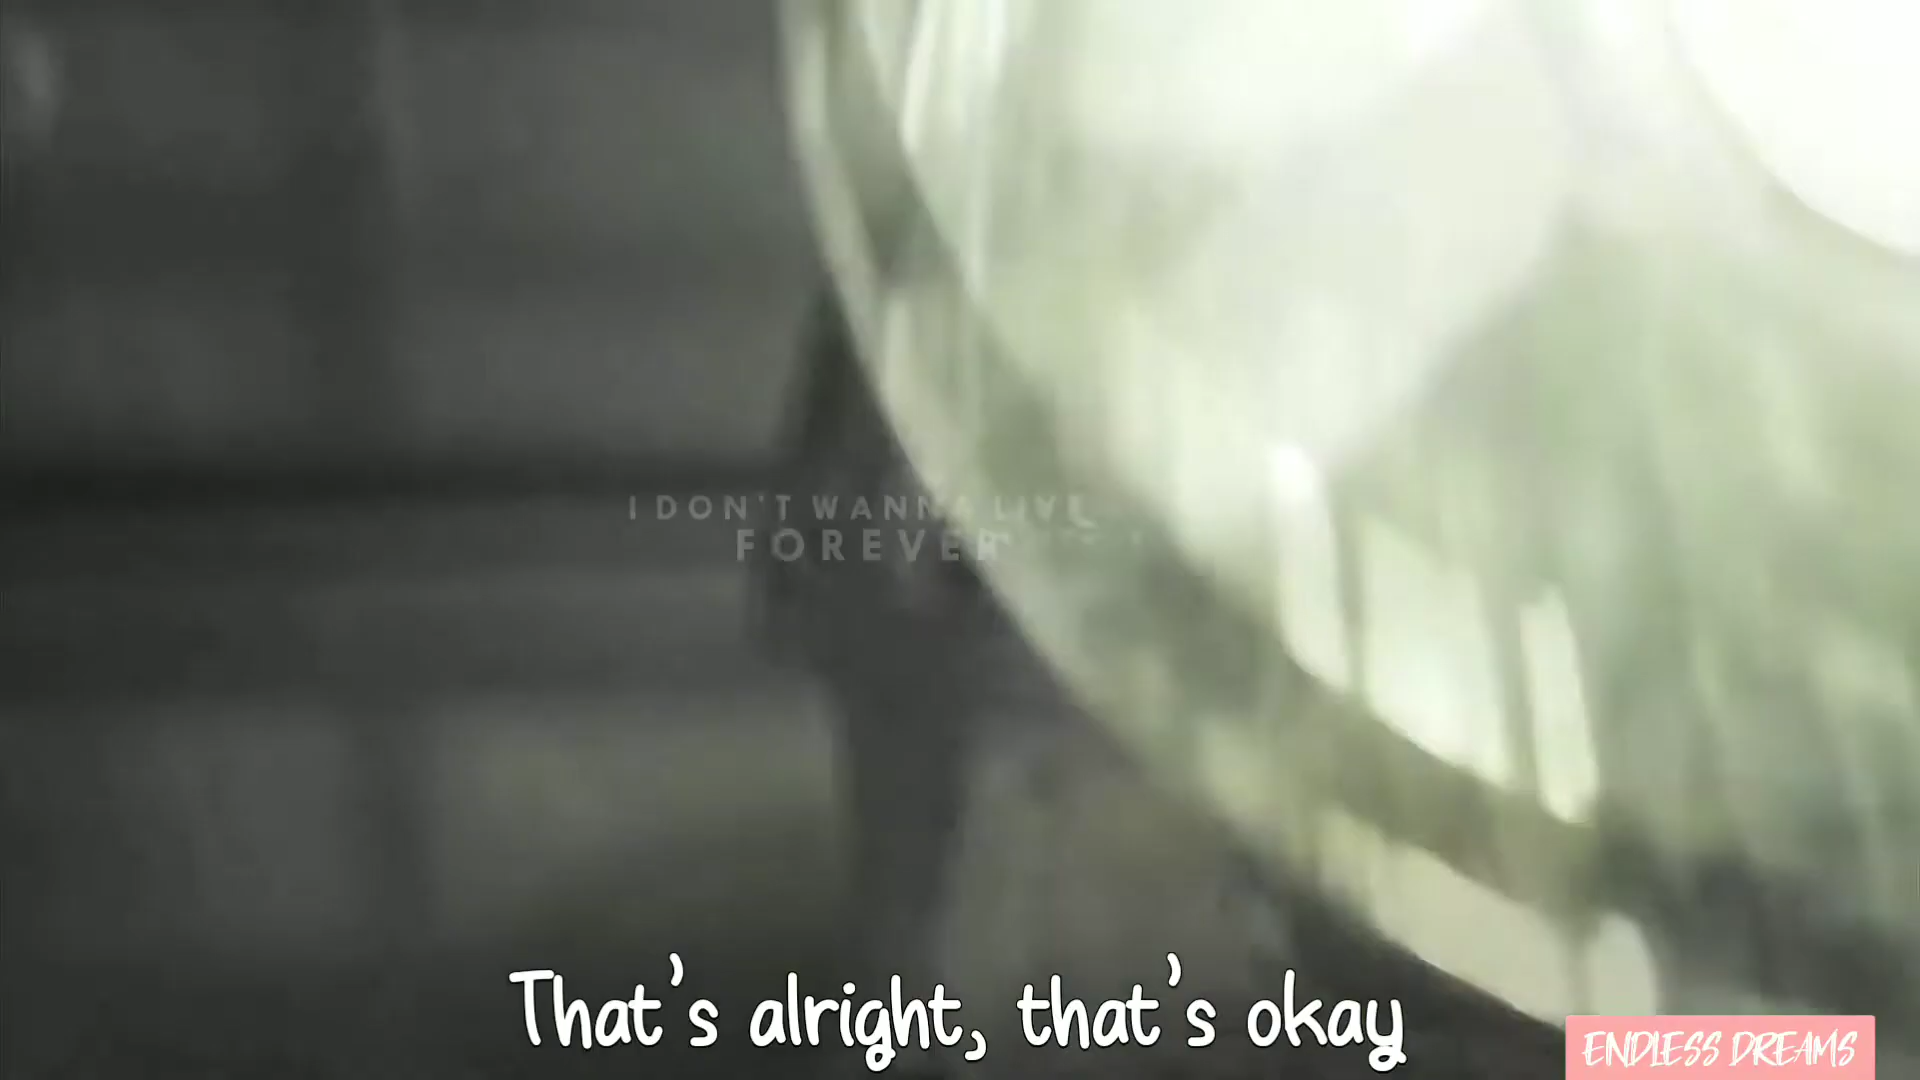 I DON'T WANNA LIVE
FOREVER
That's alright, that's okay
ENDLESS DREAMS